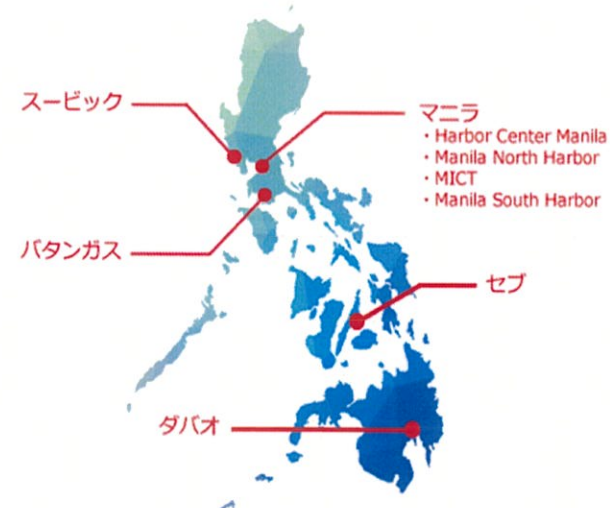 スービック
マニラ
・Harbor Center Manila
・Manila North Harbor
・MICT
・Manila South Harbor
バタンガス
セブ
ダバオ